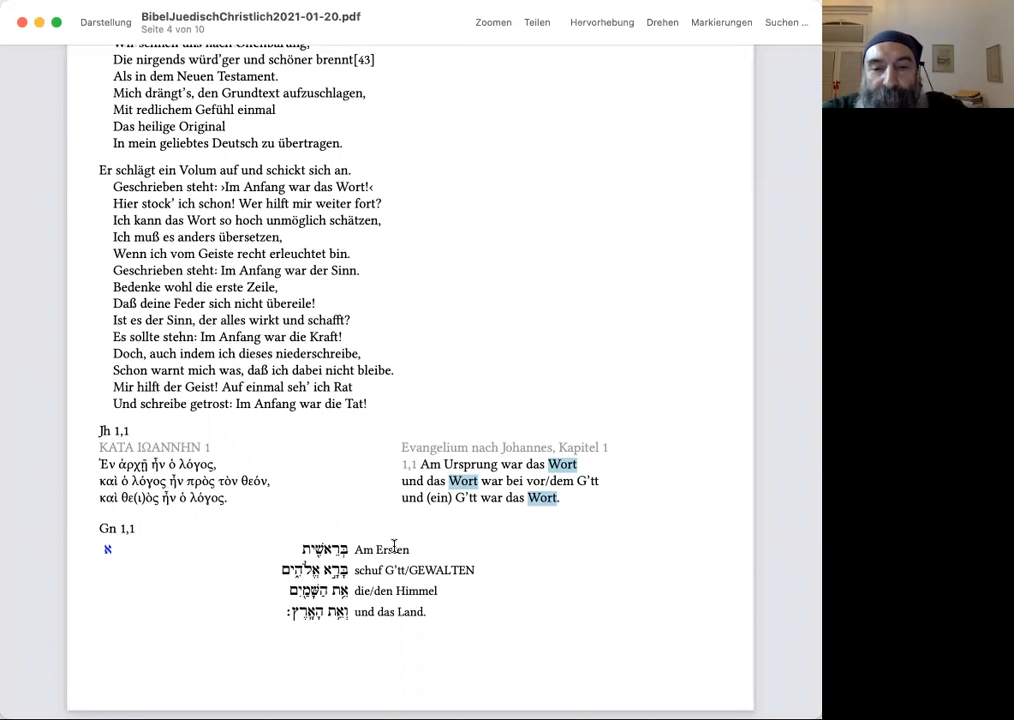 BibelJuedischChristlich2021-01-20.pdf
Darstellung
Seite 4 von 10
Zoomen Teilen Hervorhebung Drehen Markierungen Suchen ...
Wir sehnen uns nach Offenbarung,
Die nirgends würd’ger und schöner brennt[43]
Als in dem Neuen Testament.
Mich drängt’s, den Grundtext aufzuschlagen,
Mit redlichem Gefühl einmal
Das heilige Original
In mein geliebtes Deutsch zu übertragen.
Er schlägt ein Volum auf und schickt sich an.
Geschrieben steht: ›Im Anfang war das Wort!‹
Hier stock’ ich schon! Wer hilft mir weiter fort?
Ich kann das Wort so hoch unmöglich schätzen,
Ich muß es anders übersetzen,
Wenn ich vom Geiste recht erleuchtet bin.
Geschrieben steht: Im Anfang war der Sinn.
Bedenke wohl die erste Zeile,
Daß deine Feder sich nicht übereile!
Ist es der Sinn, der alles wirkt und schafft?
Es sollte stehn: Im Anfang war die Kraft!
Doch, auch indem ich dieses niederschreibe,
Schon warnt mich was, daß ich dabei nicht bleibe.
Mir hilft der Geist! Auf einmal seh’ ich Rat
Und schreibe getrost: Im Anfang war die Tat!
Jh 1,1
ΚΑΤΑ ΙΩΑΝΝΗΝ 1
Ἐν ἀρχῇ ἦν ὁ λόγος,
καὶ ὁ λόγος ἦν πρὸς τὸν θεόν,
καὶ θε(ι)ὸς ἦν ὁ λόγος.
Evangelium nach Johannes, Kapitel 1
1,1 Am Ursprung war das Wort
und das Wort war bei vor/dem G’tt
und (ein) G’tt war das Wort.
Gn 1,1
א
בְּרֵאשִׁ֖ית Am Ersten
בָּרָ֣א אֱלֹהִ֑ים schuf G’tt/GEWALTEN
אֵ֥ת הַשָּׁמַ֖יִם die/den Himmel
וְאֵ֥ת הָאָֽרֶץ׃ und das Land.